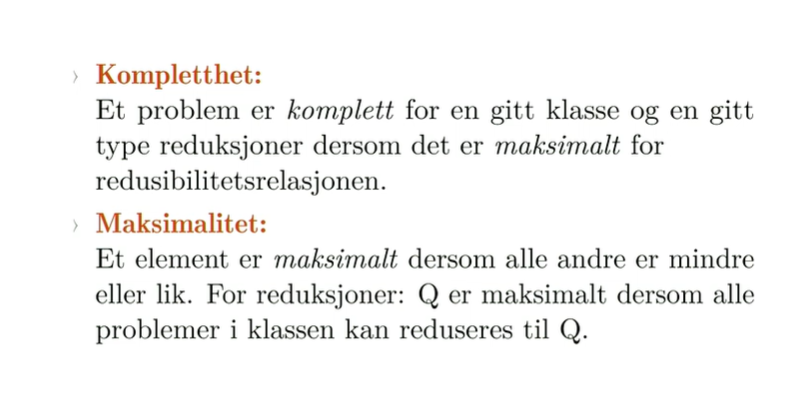 › Kompletthet:
Et problem er komplett for en gitt klasse og en gitt
type reduksjoner dersom det er maksimalt for
redusibilitetsrelasjonen.
› Maksimalitet:
Et element er maksimalt dersom alle andre er mindre
eller lik. For reduksjoner: Q er maksimalt dersom alle
problemer i klassen kan reduseres til Q.